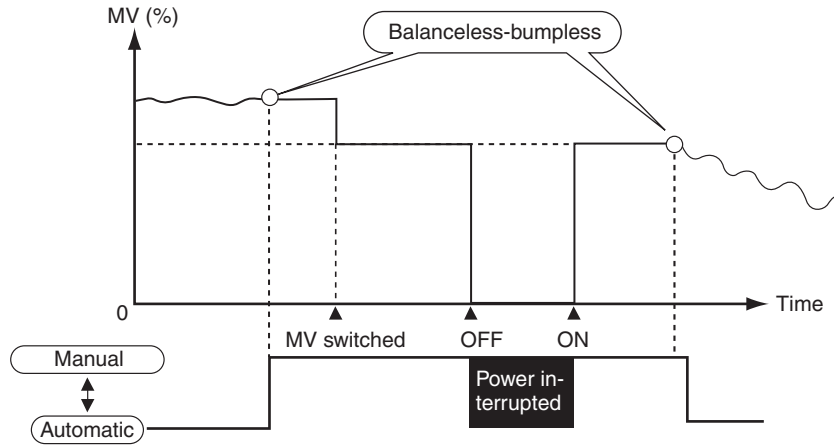 MV (%)
Balanceless-bumpless
0
Time
MV switched
OFF
ON
Manual
Power in-
terrupted
Automatic